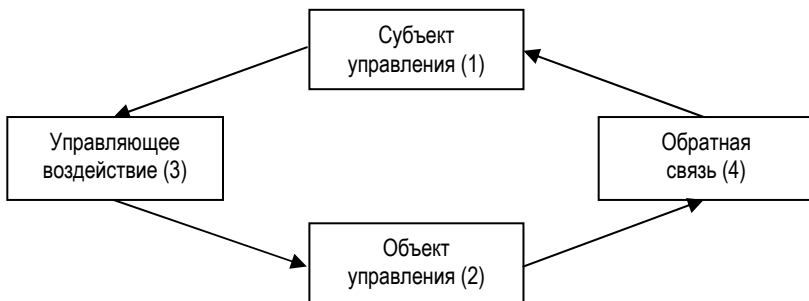 Субъект
управления (1)
Управляющее
воздействие (3)
Обратная
связь (4)
Объект
управления (2)